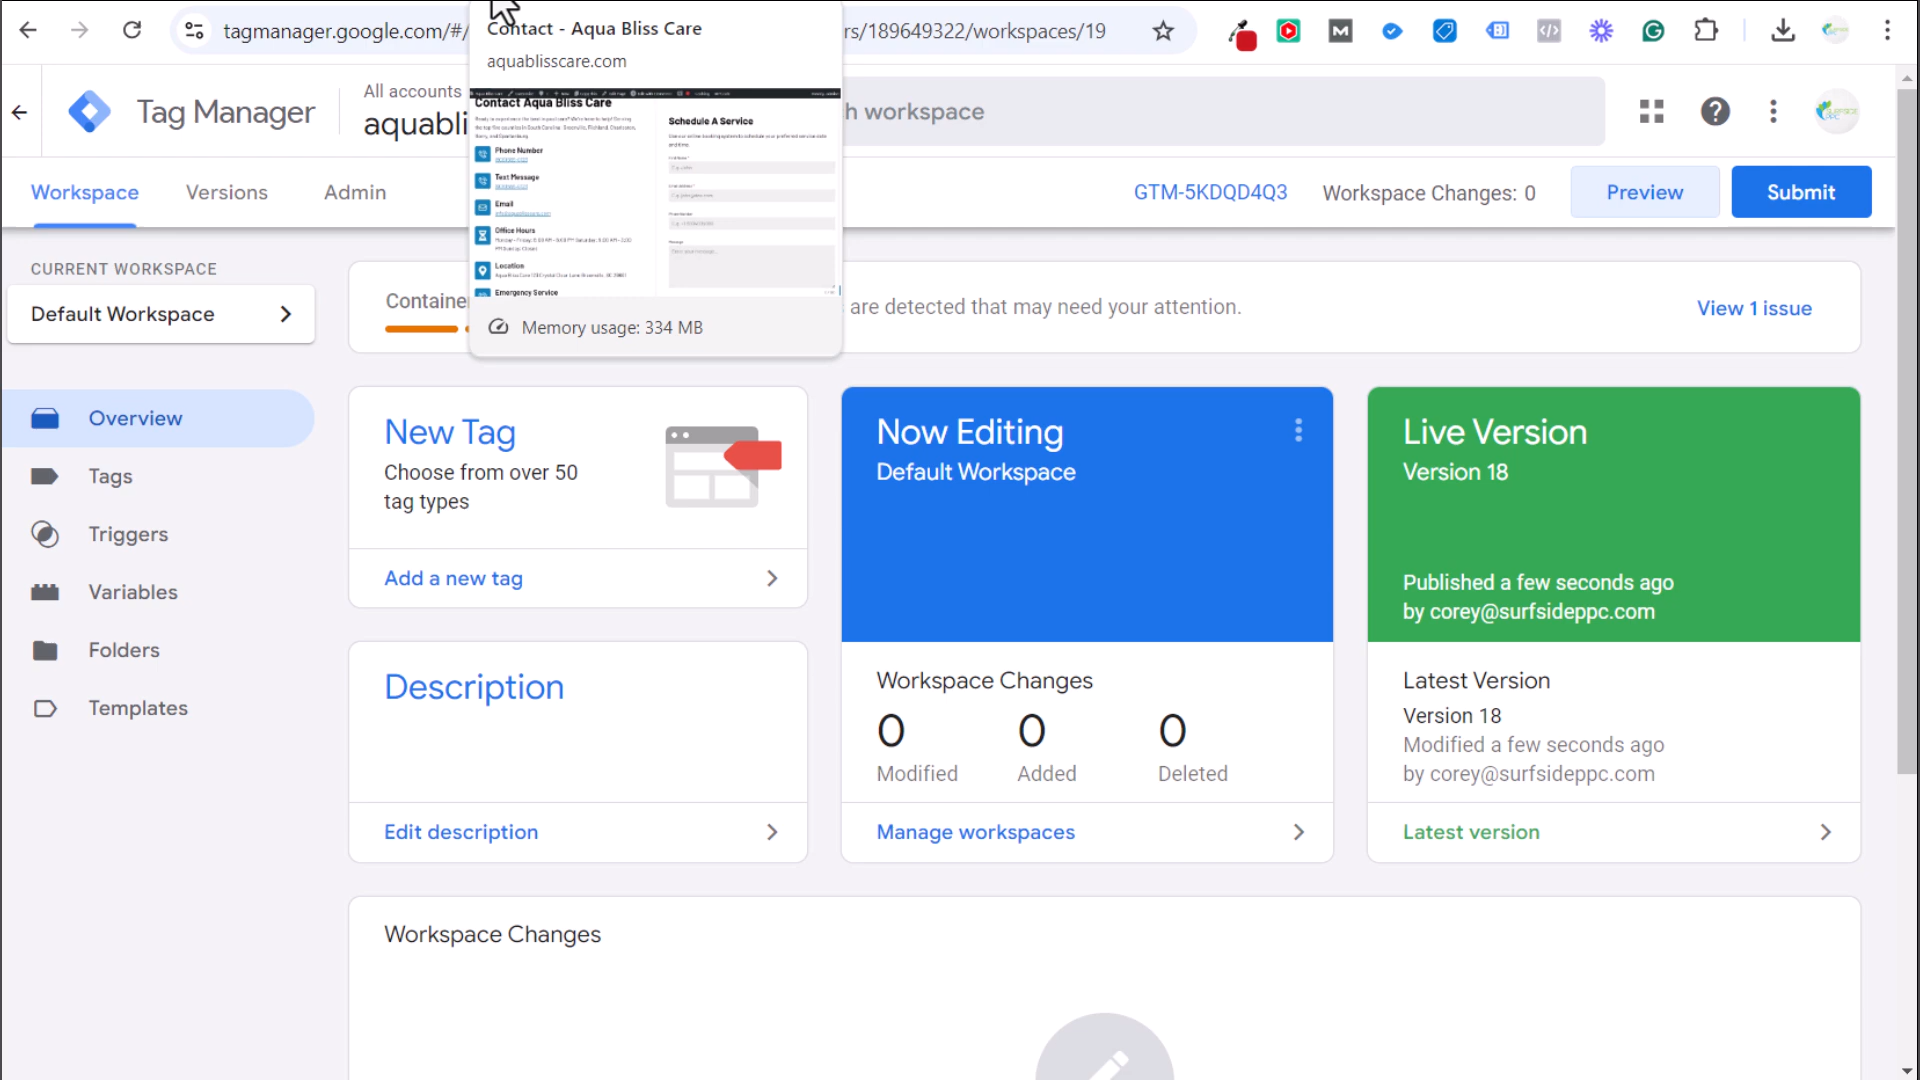 tagmanager.google.com/#/
rs/189649322/workspaces/19
Contact - Aqua Bliss Care
aquablisscare.com
Contact Aqua Bliss Care
Schedule A Service
Phone Number
Text Message
Email
Office Hours
Location
Emergency Service
Memory usage: 334 MB
Tag Manager
All accounts
aquabli
h workspace
Workspace
Versions
Admin
GTM-5KDQD4Q3
Workspace Changes: 0
Preview
Submit
CURRENT WORKSPACE
Default Workspace
Containe
are detected that may need your attention.
View 1 issue
Overview
Tags
Triggers
Variables
Folders
Templates
New Tag
Choose from over 50
tag types
Add a new tag
Description
Edit description
Now Editing
Default Workspace
Workspace Changes
0 0 0
Modified Added Deleted
Manage workspaces
Live Version
Version 18
Published a few seconds ago
by corey@surfsideppc.com
Latest Version
Version 18
Modified a few seconds ago
by corey@surfsideppc.com
Latest version
Workspace Changes